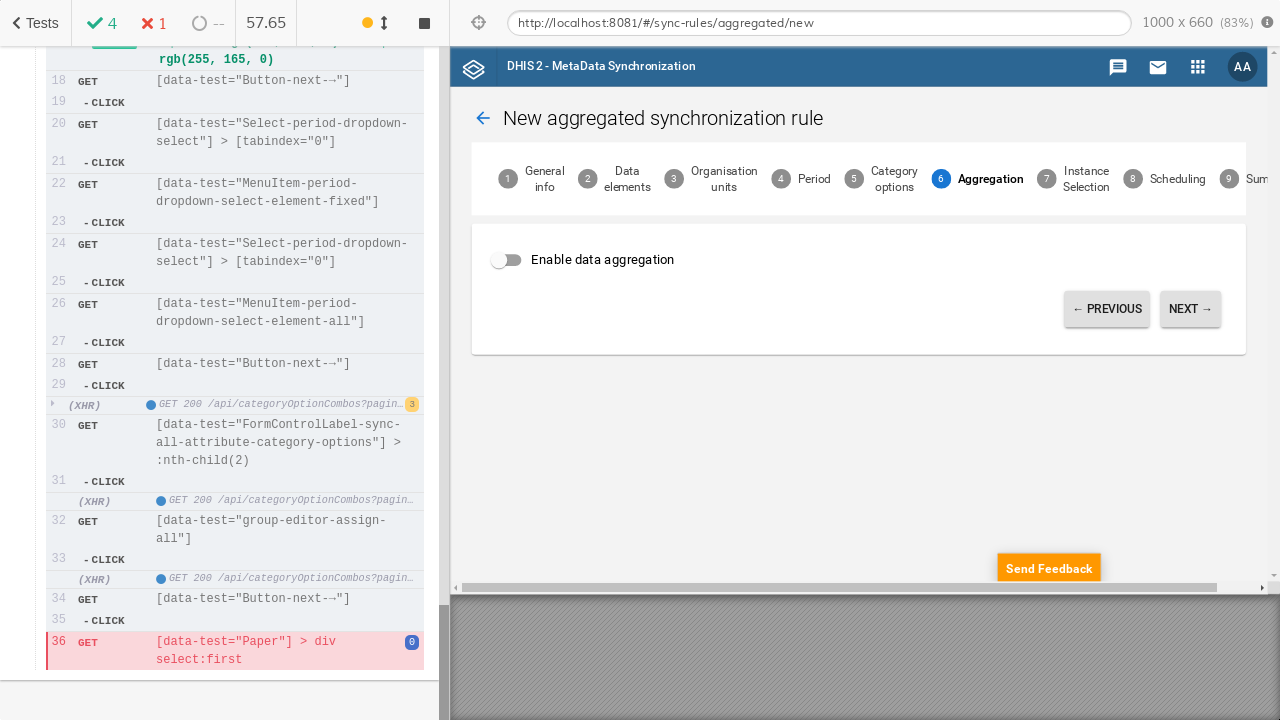 Tests
4
1
--
57.65
http://localhost:8081/#/sync-rules/aggregated/new
1000 x 660 (83%)
rgb(255, 165, 0)
18 GET [data-test="Button-next-→"]
19 - CLICK
20 GET [data-test="Select-period-dropdown-
select"] > [tabindex="0"]
21 - CLICK
22 GET [data-test="MenuItem-period-
dropdown-select-element-fixed"]
23 - CLICK
24 GET [data-test="Select-period-dropdown-
select"] > [tabindex="0"]
25 - CLICK
26 GET [data-test="MenuItem-period-
dropdown-select-element-all"]
27 - CLICK
28 GET [data-test="Button-next-→"]
29 - CLICK
(XHR) GET 200 /api/categoryOptionCombos?pagin… 3
30 GET [data-test="FormControlLabel-sync-
all-attribute-category-options"] >
:nth-child(2)
31 - CLICK
(XHR) GET 200 /api/categoryOptionCombos?pagin…
32 GET [data-test="group-editor-assign-
all"]
33 - CLICK
(XHR) GET 200 /api/categoryOptionCombos?pagin…
34 GET [data-test="Button-next-→"]
35 - CLICK
36 GET [data-test="Paper"] > div 0
select:first
DHIS 2 - MetaData Synchronization
AA
New aggregated synchronization rule
1 General info
2 Data elements
3 Organisation units
4 Period
5 Category options
6 Aggregation
7 Instance Selection
8 Scheduling
9 Sum
Enable data aggregation
← PREVIOUS
NEXT →
Send Feedback